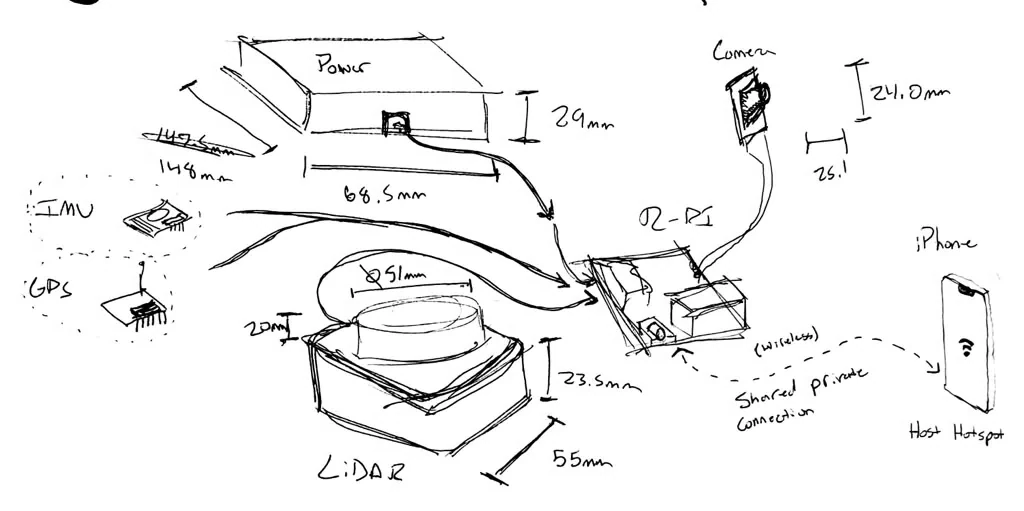 Power
Camera
24.0mm
25.1
29mm
147.5mm
148mm
68.5mm
IMU
GPS
R-PI
iPhone
Ø51mm
20mm
23.5mm
55mm
LiDAR
(wireless)
Shared private
connection
Host Hotspot